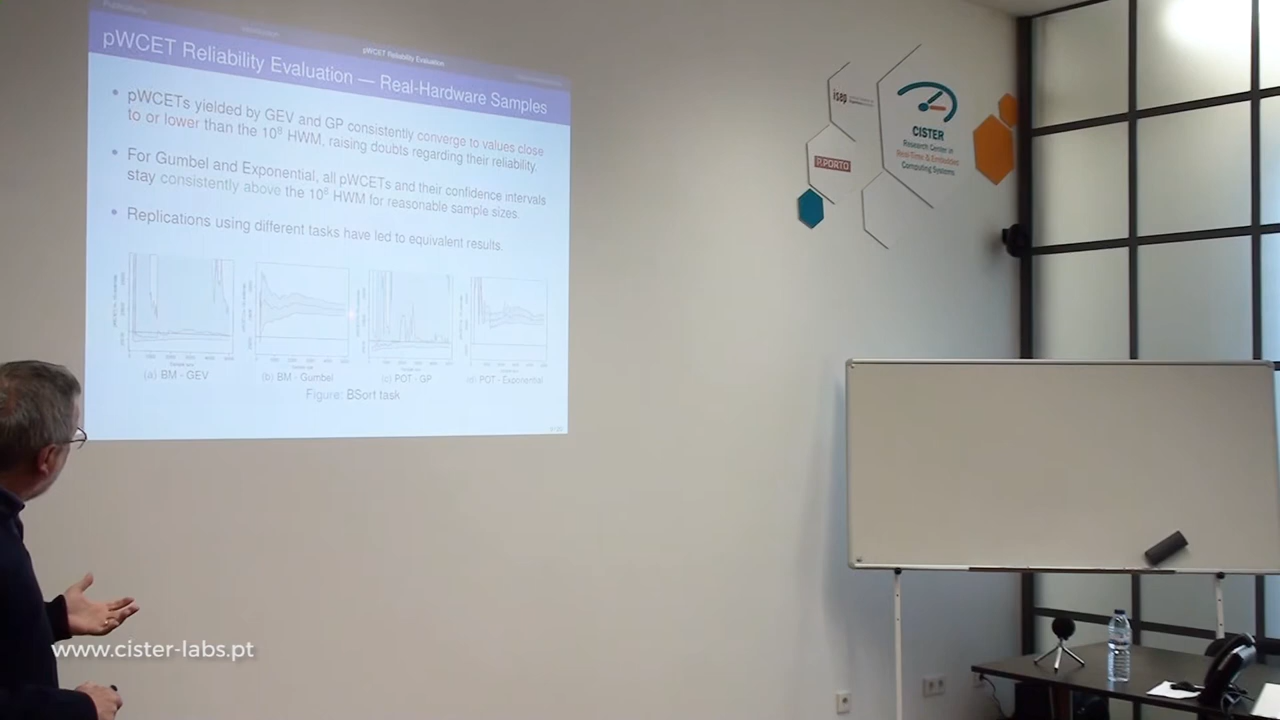 Publications
Introduction
pWCET Reliability Evaluation
pWCET Reliability Evaluation — Real-Hardware Samples
• pWCETs yielded by GEV and GP consistently converge to values close
to or lower than the 10⁸ HWM, raising doubts regarding their reliability.
• For Gumbel and Exponential, all pWCETs and their confidence intervals
stay consistently above the 10⁸ HWM for reasonable sample sizes.
• Replications using different tasks have led to equivalent results.
(a) BM - GEV
(b) BM - Gumbel
(c) POT - GP
(d) POT - Exponential
Figure: BSort task
isep
P.PORTO
CISTER
Research Center in
Real-Time & Embedded
Computing Systems
www.cister-labs.pt